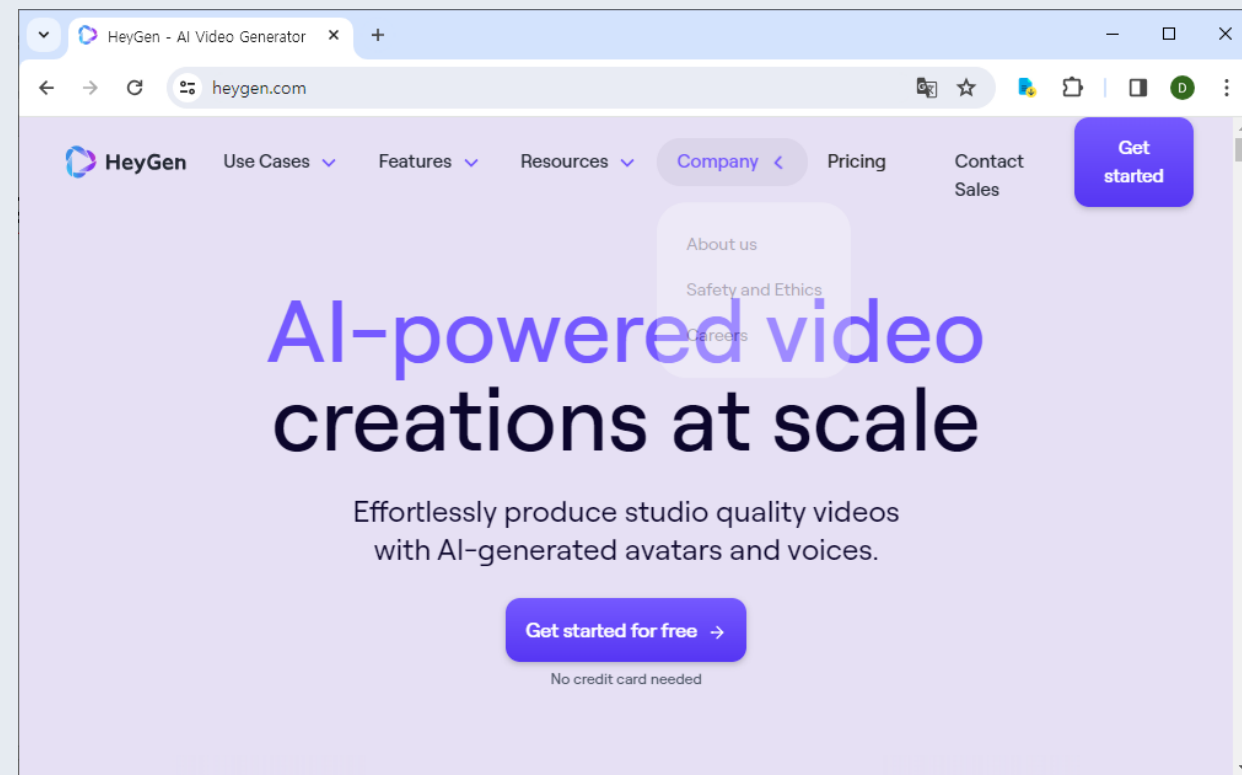 HeyGen - AI Video Generator
heygen.com
D
HeyGen Use Cases Features Resources Company Pricing Contact Sales Get started
About us
Safety and Ethics
Careers
AI-powered video
creations at scale
Effortlessly produce studio quality videos
with AI-generated avatars and voices.
Get started for free →
No credit card needed